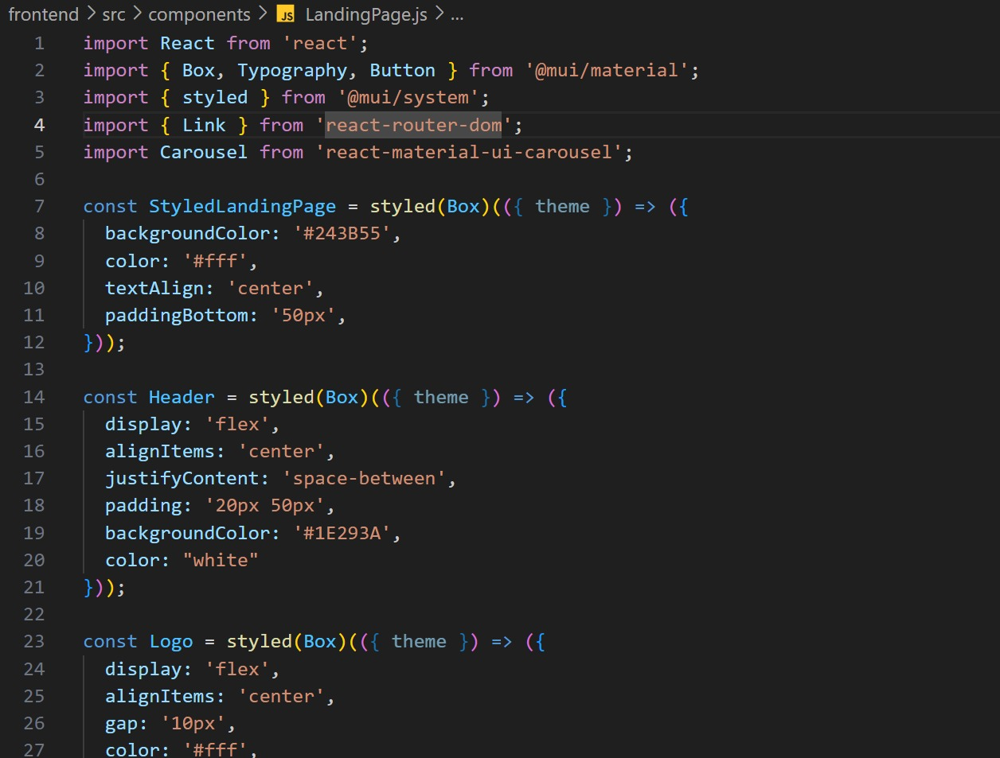 frontend > src > components > JS LandingPage.js > ...
1 import React from 'react';
2 import { Box, Typography, Button } from '@mui/material';
3 import { styled } from '@mui/system';
4 import { Link } from 'react-router-dom';
5 import Carousel from 'react-material-ui-carousel';
6
7 const StyledLandingPage = styled(Box)(({ theme }) => ({
8   backgroundColor: '#243B55',
9   color: '#fff',
10   textAlign: 'center',
11   paddingBottom: '50px',
12 }));
13
14 const Header = styled(Box)(({ theme }) => ({
15   display: 'flex',
16   alignItems: 'center',
17   justifyContent: 'space-between',
18   padding: '20px 50px',
19   backgroundColor: '#1E293A',
20   color: "white"
21 }));
22
23 const Logo = styled(Box)(({ theme }) => ({
24   display: 'flex',
25   alignItems: 'center',
26   gap: '10px',
27   color: '#fff',